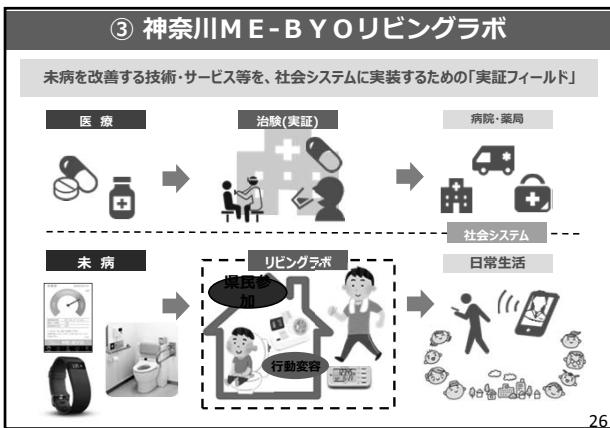 ③ 神奈川ME-BYOリビングラボ
未病を改善する技術・サービス等を、社会システムに実装するための「実証フィールド」
医 療
治験(実証)
病院・薬局
社会システム
未 病
リビングラボ
日常生活
県民参
加
行動変容
26